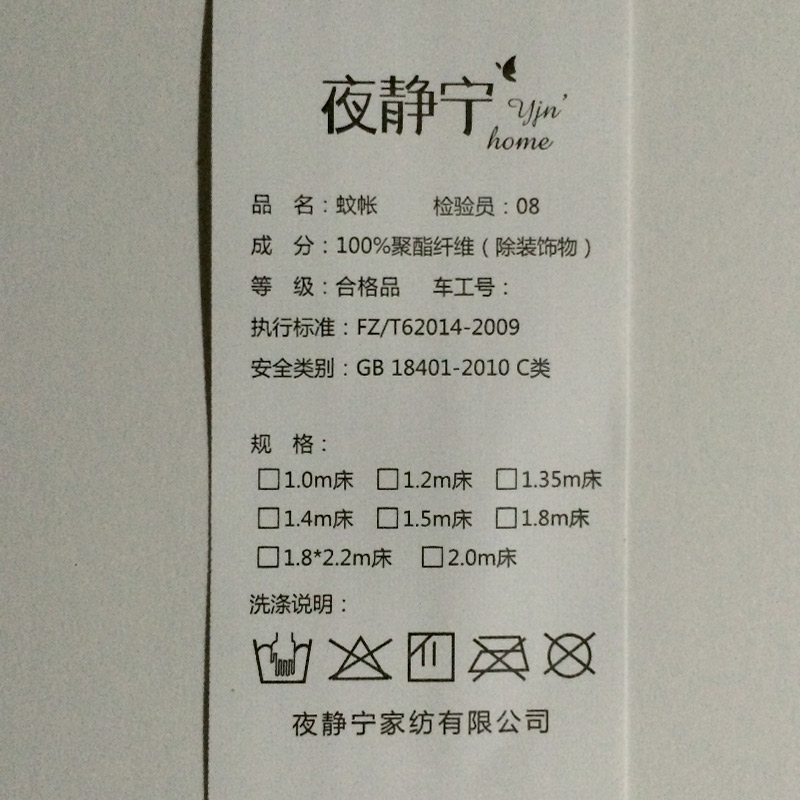 夜静宁
Yjn'
home
品 名：蚊帐 检验员：08
成 分：100%聚酯纤维（除装饰物）
等 级：合格品 车工号：
执行标准：FZ/T62014-2009
安全类别：GB 18401-2010 C类
规 格：
□1.0m床 □1.2m床 □1.35m床
□1.4m床 □1.5m床 □1.8m床
□1.8*2.2m床 □2.0m床
洗涤说明：
夜静宁家纺有限公司